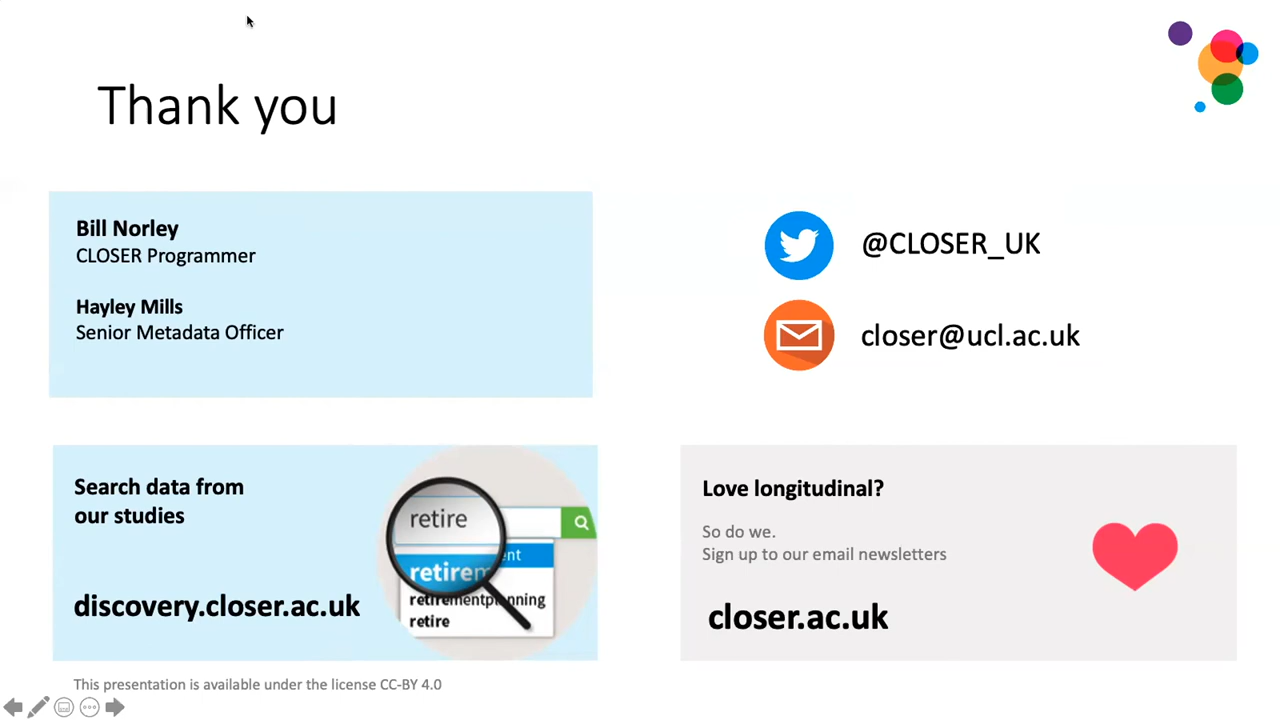 Thank you
Bill Norley
CLOSER Programmer
Hayley Mills
Senior Metadata Officer
@CLOSER_UK
closer@ucl.ac.uk
Search data from
our studies
discovery.closer.ac.uk
retire
retirem ent
retirementplanning
retire
Love longitudinal?
So do we.
Sign up to our email newsletters
closer.ac.uk
This presentation is available under the license CC-BY 4.0